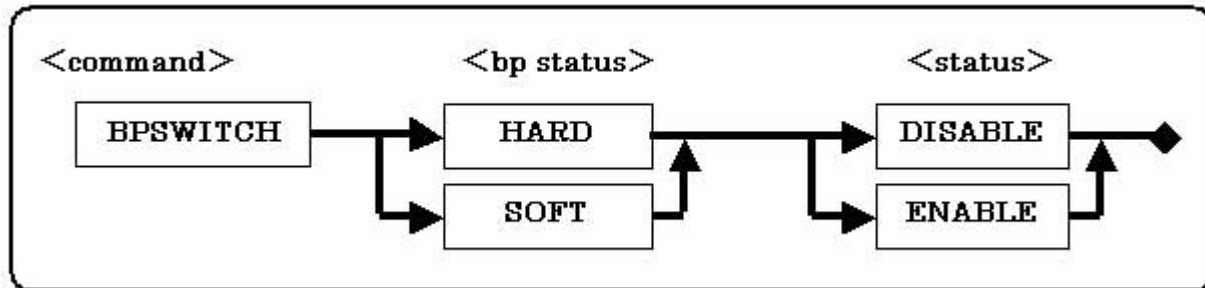 <command> <bp status> <status>
BPSWITCH HARD DISABLE
SOFT ENABLE